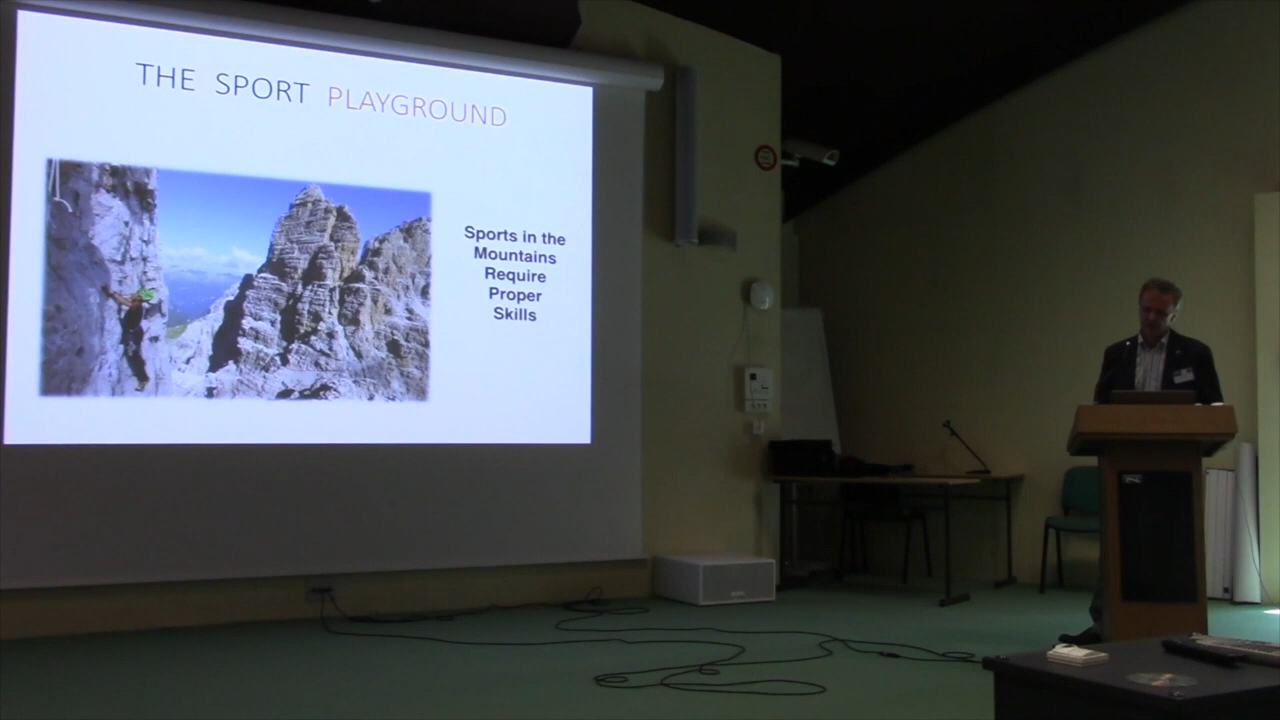 THE SPORT PLAYGROUND
Sports in the
Mountains
Require
Proper
Skills